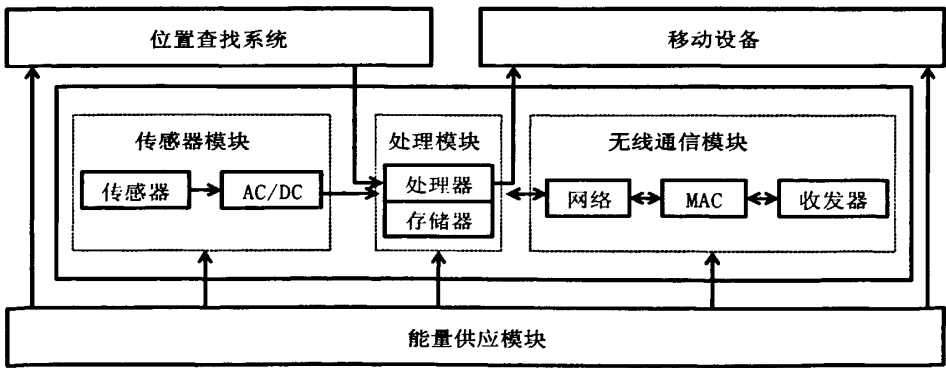 位置查找系统
移动设备
传感器模块
处理模块
无线通信模块
传感器
AC/DC
处理器
存储器
网络
MAC
收发器
能量供应模块